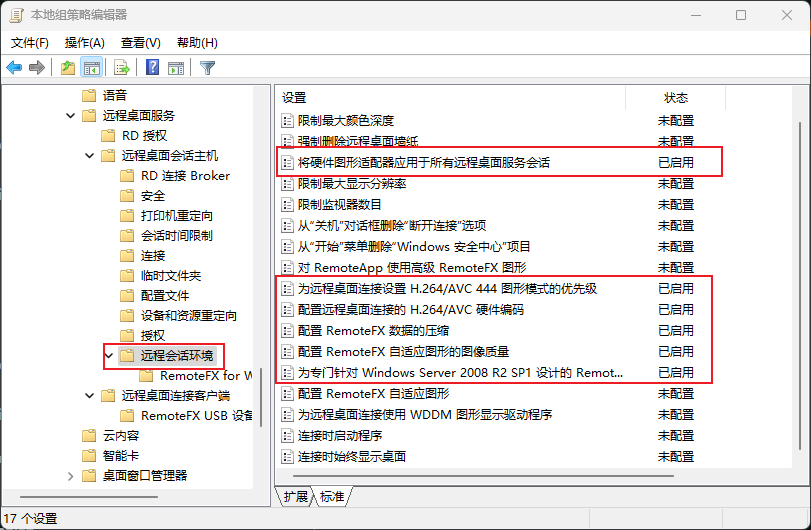 本地组策略编辑器
文件(F) 操作(A) 查看(V) 帮助(H)
语音
远程桌面服务
RD 授权
远程桌面会话主机
RD 连接 Broker
安全
打印机重定向
会话时间限制
连接
临时文件夹
配置文件
设备和资源重定向
授权
远程会话环境
RemoteFX for W
远程桌面连接客户端
RemoteFX USB 设备
云内容
智能卡
桌面窗口管理器
设置 状态
限制最大颜色深度 未配置
强制删除远程桌面墙纸 未配置
将硬件图形适配器应用于所有远程桌面服务会话 已启用
限制最大显示分辨率 未配置
限制监视器数目 未配置
从“关机”对话框删除“断开连接”选项 未配置
从“开始”菜单删除“Windows 安全中心”项目 未配置
对 RemoteApp 使用高级 RemoteFX 图形 未配置
为远程桌面连接设置 H.264/AVC 444 图形模式的优先级 已启用
配置远程桌面连接的 H.264/AVC 硬件编码 已启用
配置 RemoteFX 数据的压缩 已启用
配置 RemoteFX 自适应图形的图像质量 已启用
为专门针对 Windows Server 2008 R2 SP1 设计的 Remot... 已启用
配置 RemoteFX 自适应图形 未配置
为远程桌面连接使用 WDDM 图形显示驱动程序 未配置
连接时启动程序 未配置
连接时始终显示桌面 未配置
扩展 标准
17 个设置